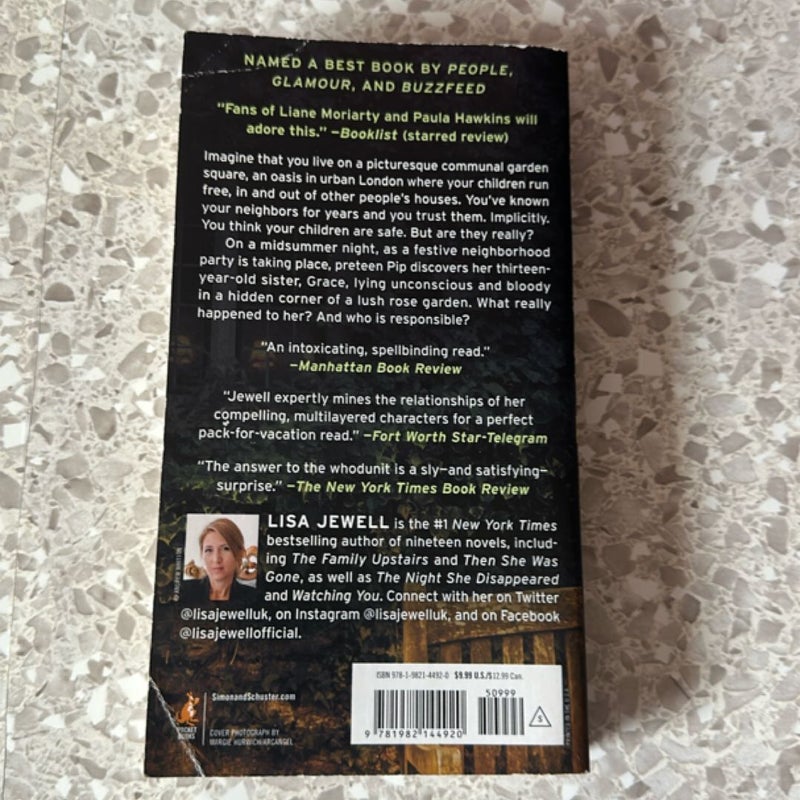 NAMED A BEST BOOK BY PEOPLE,
GLAMOUR, AND BUZZFEED
"Fans of Liane Moriarty and Paula Hawkins will
adore this." —Booklist (starred review)
Imagine that you live on a picturesque communal garden
square, an oasis in urban London where your children run
free, in and out of other people's houses. You've known
your neighbors for years and you trust them. Implicitly.
You think your children are safe. But are they really?
On a midsummer night, as a festive neighborhood
party is taking place, preteen Pip discovers her thirteen-
year-old sister, Grace, lying unconscious and bloody
in a hidden corner of a lush rose garden. What really
happened to her? And who is responsible?
"An intoxicating, spellbinding read."
—Manhattan Book Review
"Jewell expertly mines the relationships of her
compelling, multilayered characters for a perfect
pack-for-vacation read." —Fort Worth Star-Telegram
"The answer to the whodunit is a sly—and satisfying—
surprise." —The New York Times Book Review
LISA JEWELL is the #1 New York Times
bestselling author of nineteen novels, includ-
ing The Family Upstairs and Then She Was
Gone, as well as The Night She Disappeared
and Watching You. Connect with her on Twitter
@lisajewelluk, on Instagram @lisajewelluk, and on Facebook
@lisajewellofficial.
ISBN 978-1-9821-4492-0 $9.99 U.S./$12.99 Can.
50999
9 781982 144920
S
SimonandSchuster.com
POCKET
BOOKS
COVER PHOTOGRAPH BY
MARGIE HURWICH/ARCANGEL